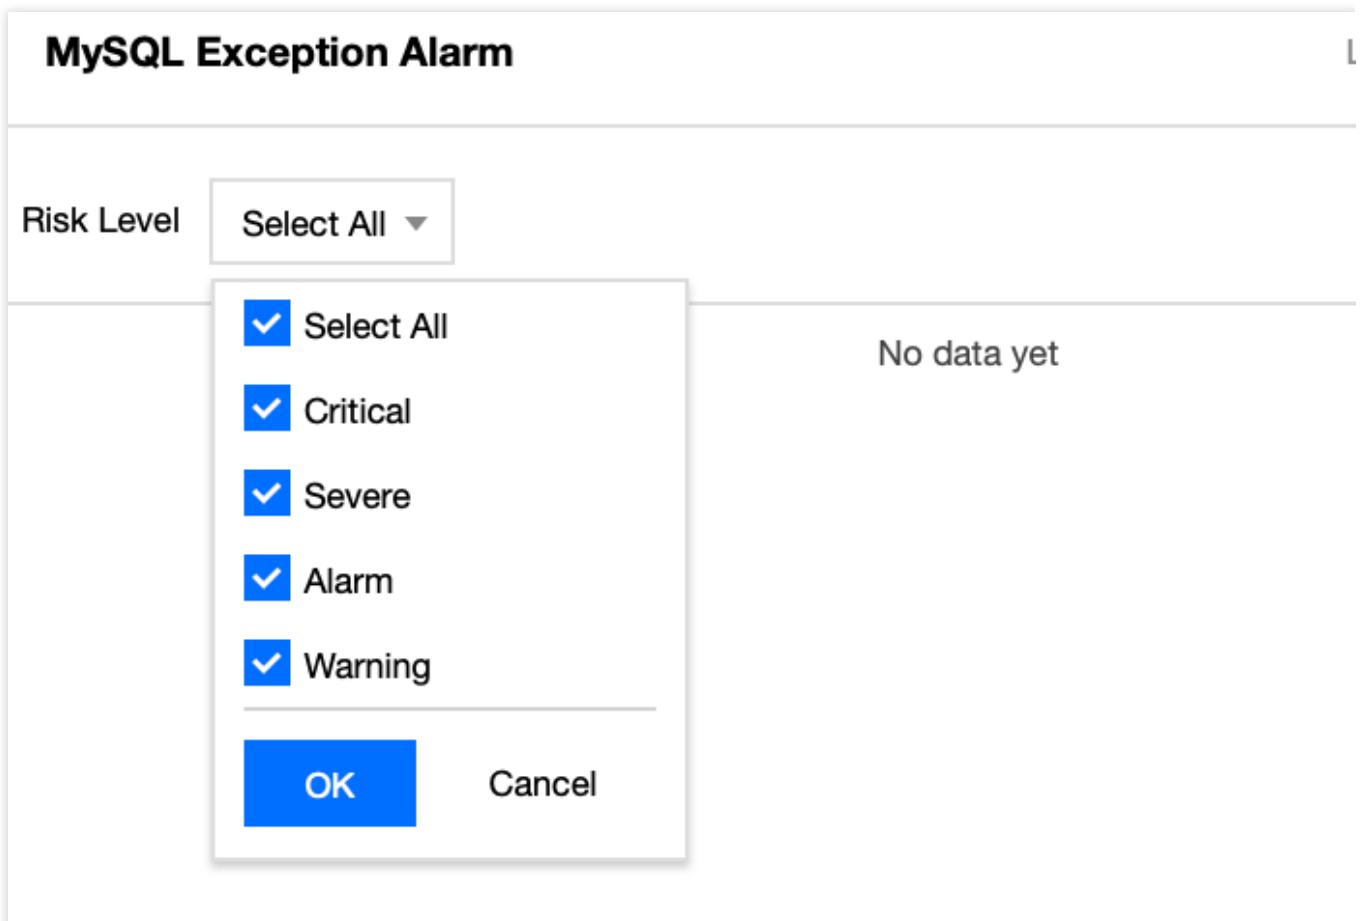 MySQL Exception Alarm
Risk Level Select All
Select All
Critical
Severe
Alarm
Warning
OK Cancel
No data yet